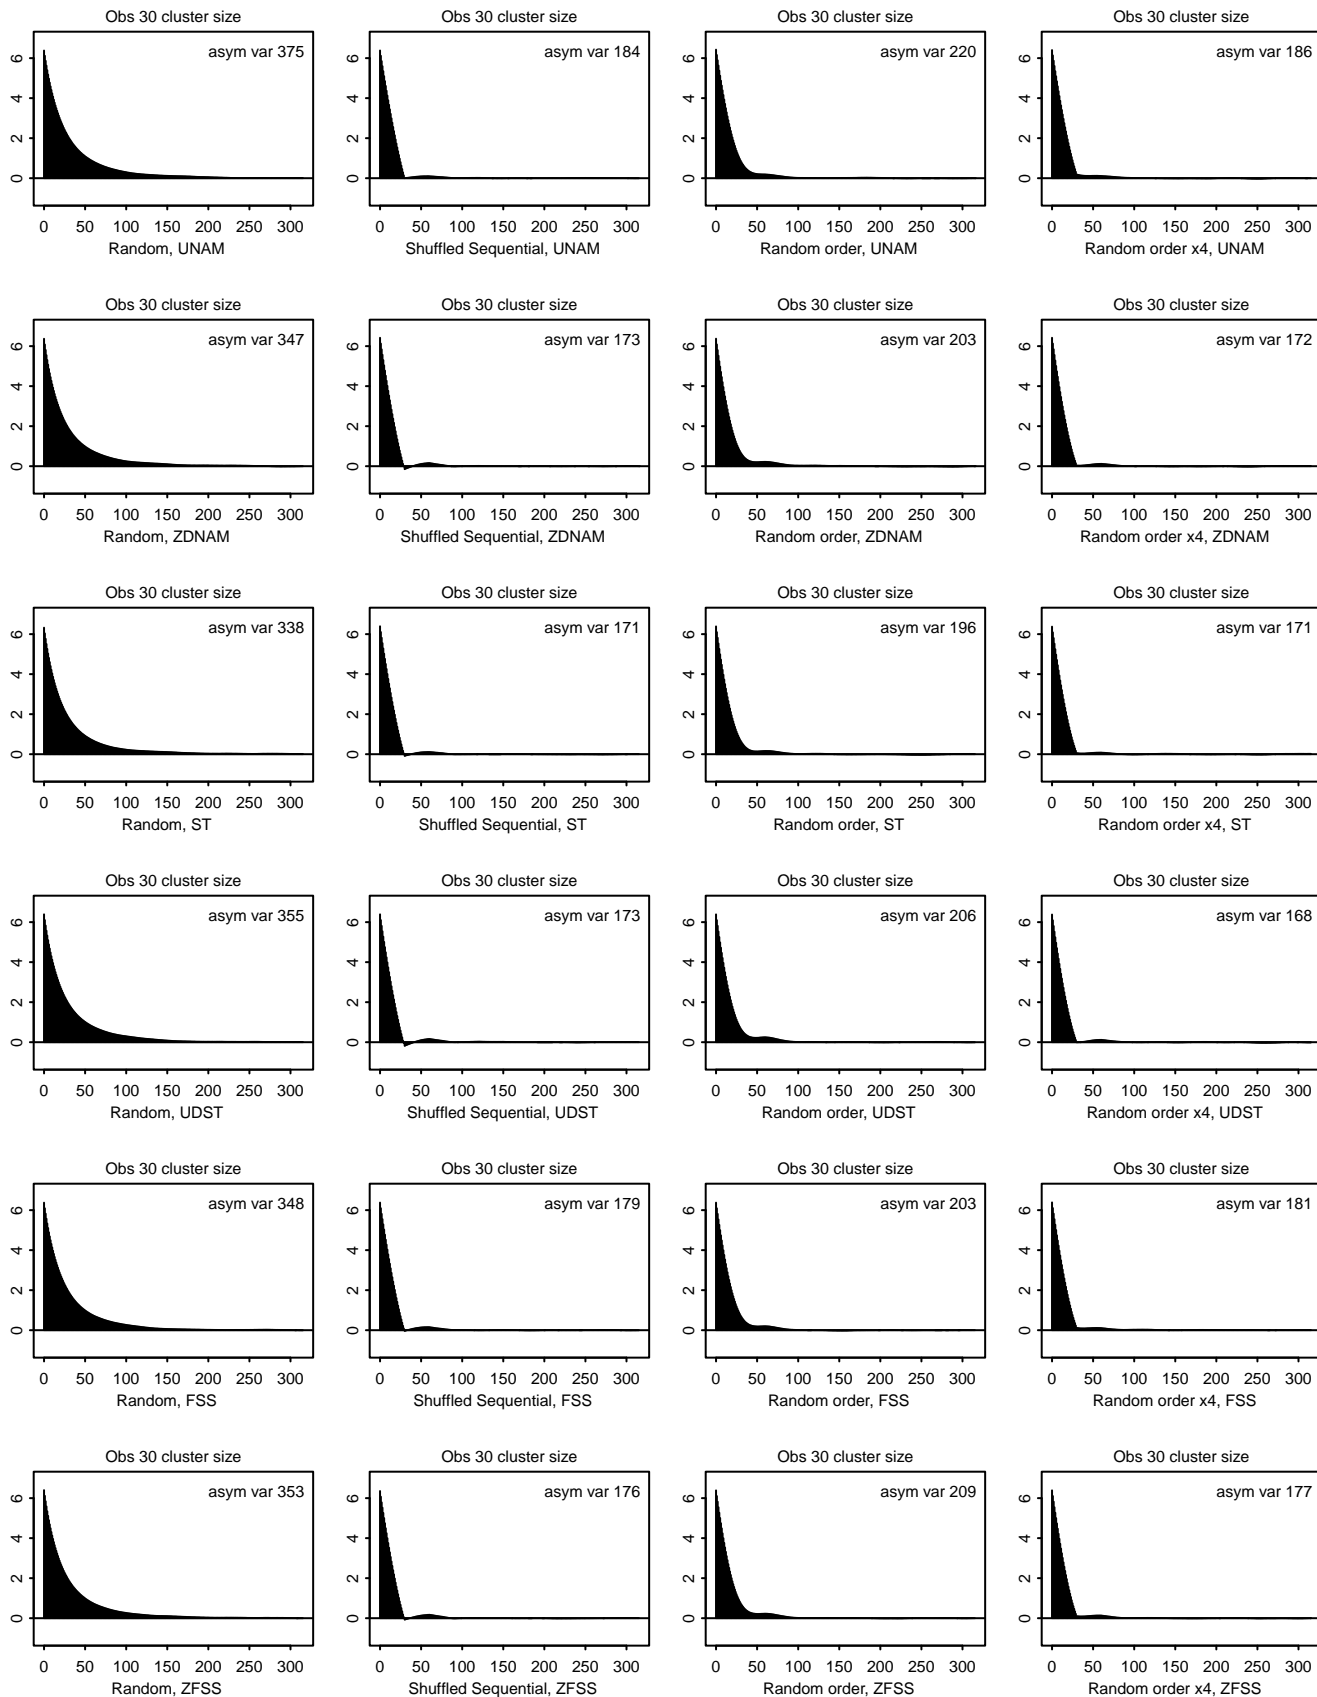 Obs 30 cluster size Obs 30 cluster size Obs 30 cluster size Obs 30 cluster size
asym var 375 asym var 184 asym var 220 asym var 186
6 6 6 6
4 4 4 4
2 2 2 2
0 0 0 0
0 50 100 150 200 250 300 0 50 100 150 200 250 300 0 50 100 150 200 250 300 0 50 100 150 200 250 300
Random, UNAM Shuffled Sequential, UNAM Random order, UNAM Random order x4, UNAM
Obs 30 cluster size Obs 30 cluster size Obs 30 cluster size Obs 30 cluster size
asym var 347 asym var 173 asym var 203 asym var 172
6 6 6 6
4 4 4 4
2 2 2 2
0 0 0 0
0 50 100 150 200 250 300 0 50 100 150 200 250 300 0 50 100 150 200 250 300 0 50 100 150 200 250 300
Random, ZDNAM Shuffled Sequential, ZDNAM Random order, ZDNAM Random order x4, ZDNAM
Obs 30 cluster size Obs 30 cluster size Obs 30 cluster size Obs 30 cluster size
asym var 338 asym var 171 asym var 196 asym var 171
6 6 6 6
4 4 4 4
2 2 2 2
0 0 0 0
0 50 100 150 200 250 300 0 50 100 150 200 250 300 0 50 100 150 200 250 300 0 50 100 150 200 250 300
Random, ST Shuffled Sequential, ST Random order, ST Random order x4, ST
Obs 30 cluster size Obs 30 cluster size Obs 30 cluster size Obs 30 cluster size
asym var 355 asym var 173 asym var 206 asym var 168
6 6 6 6
4 4 4 4
2 2 2 2
0 0 0 0
0 50 100 150 200 250 300 0 50 100 150 200 250 300 0 50 100 150 200 250 300 0 50 100 150 200 250 300
Random, UDST Shuffled Sequential, UDST Random order, UDST Random order x4, UDST
Obs 30 cluster size Obs 30 cluster size Obs 30 cluster size Obs 30 cluster size
asym var 348 asym var 179 asym var 203 asym var 181
6 6 6 6
4 4 4 4
2 2 2 2
0 0 0 0
0 50 100 150 200 250 300 0 50 100 150 200 250 300 0 50 100 150 200 250 300 0 50 100 150 200 250 300
Random, FSS Shuffled Sequential, FSS Random order, FSS Random order x4, FSS
Obs 30 cluster size Obs 30 cluster size Obs 30 cluster size Obs 30 cluster size
asym var 353 asym var 176 asym var 209 asym var 177
6 6 6 6
4 4 4 4
2 2 2 2
0 0 0 0
0 50 100 150 200 250 300 0 50 100 150 200 250 300 0 50 100 150 200 250 300 0 50 100 150 200 250 300
Random, ZFSS Shuffled Sequential, ZFSS Random order, ZFSS Random order x4, ZFSS